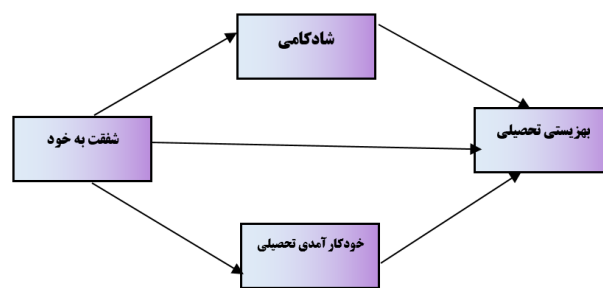 شادکامی
شفقت به خود
بهزیستی تحصیلی
خودکارآمدی تحصیلی